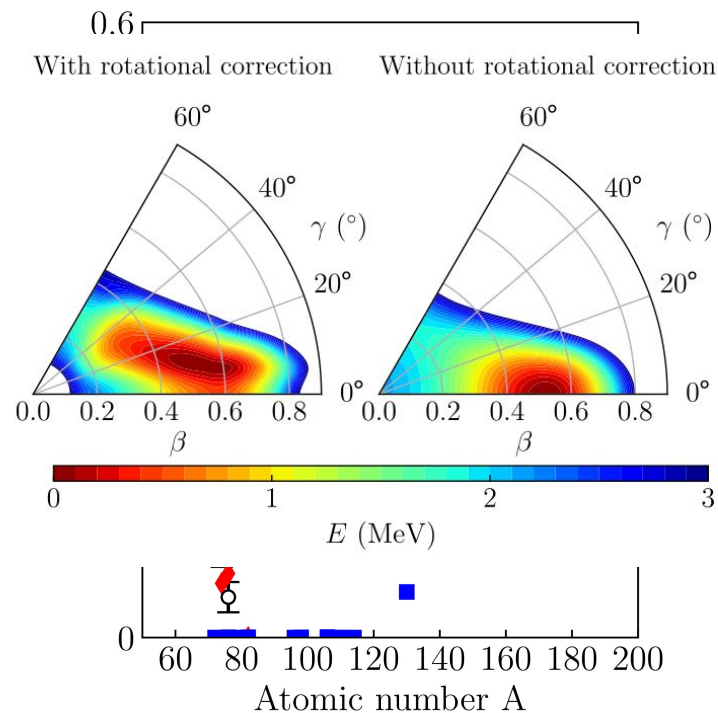 0.6
With rotational correction
Without rotational correction
60°
40°
γ (°)
20°
0°
0.0 0.2 0.4 0.6 0.8
β
60°
40°
γ (°)
20°
0°
0.0 0.2 0.4 0.6 0.8
β
0 1 2 3
E (MeV)
0
60 80 100 120 140 160 180 200
Atomic number A